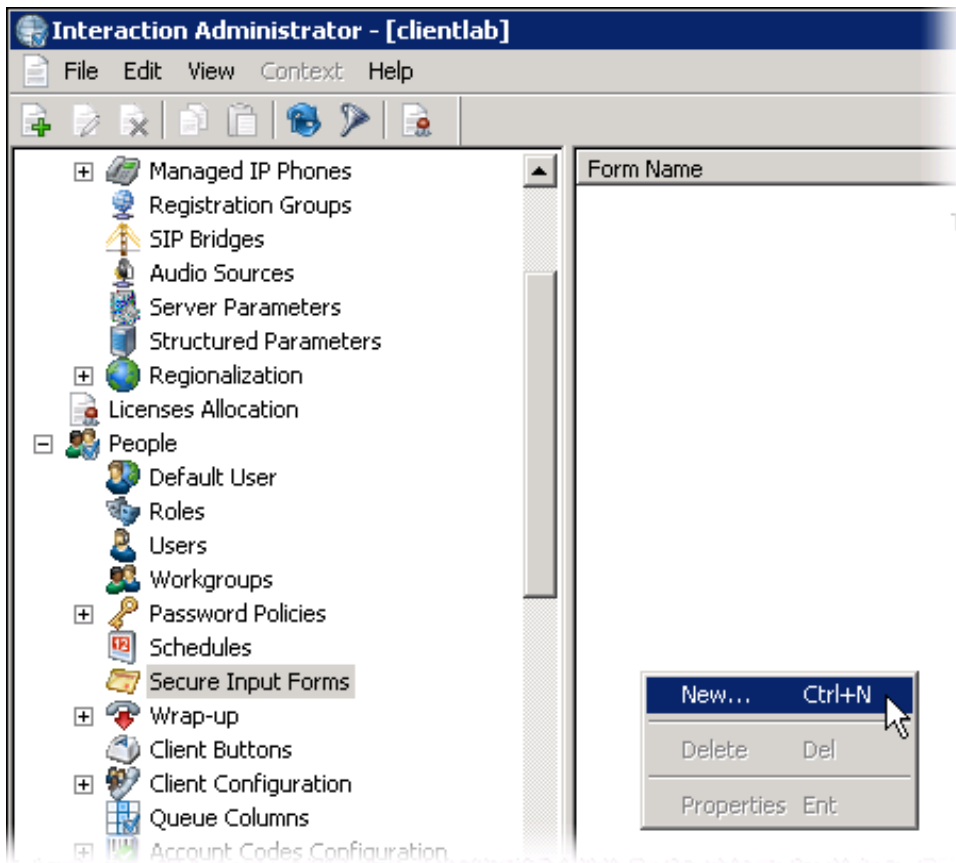 Interaction Administrator - [clientlab]
File Edit View Context Help
Form Name
Managed IP Phones
Registration Groups
SIP Bridges
Audio Sources
Server Parameters
Structured Parameters
Regionalization
Licenses Allocation
People
Default User
Roles
Users
Workgroups
Password Policies
Schedules
Secure Input Forms
Wrap-up
Client Buttons
Client Configuration
Queue Columns
Account Codes Configuration
New... Ctrl+N
Delete Del
Properties Ent